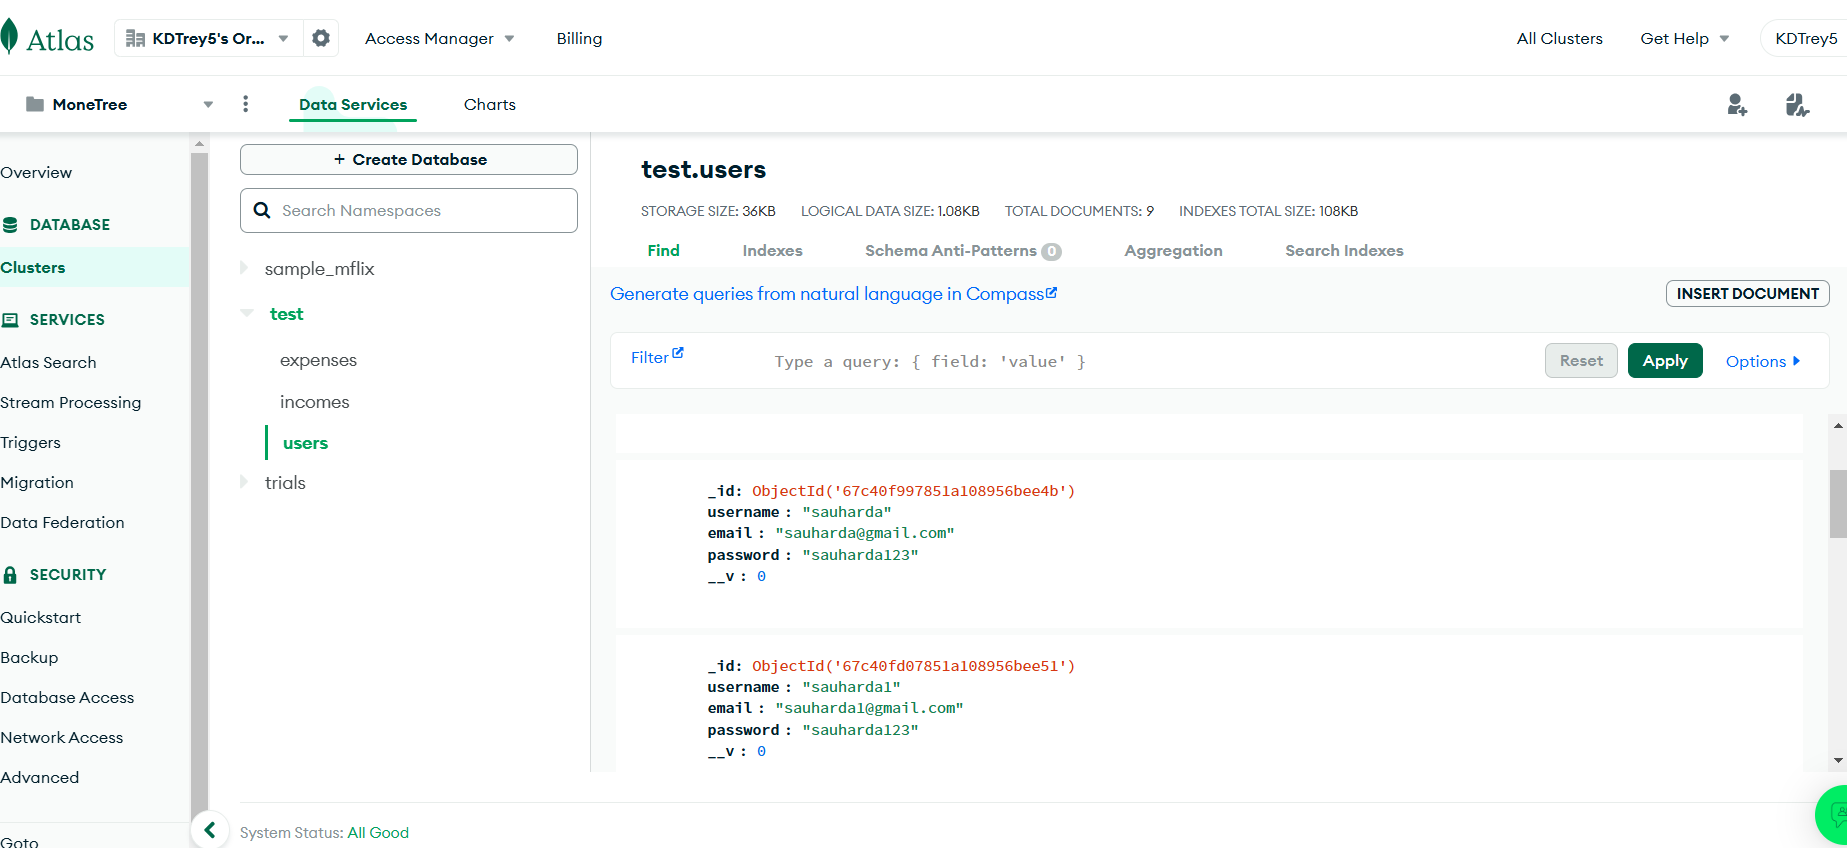 Atlas
KDTrey5's Or...
Access Manager
Billing
All Clusters
Get Help
KDTrey5
MoneTree
Data Services
Charts
Overview
DATABASE
Clusters
SERVICES
Atlas Search
Stream Processing
Triggers
Migration
Data Federation
SECURITY
Quickstart
Backup
Database Access
Network Access
Advanced
Goto
+ Create Database
Search Namespaces
sample_mflix
test
expenses
incomes
users
trials
test.users
STORAGE SIZE: 36KB LOGICAL DATA SIZE: 1.08KB TOTAL DOCUMENTS: 9 INDEXES TOTAL SIZE: 108KB
Find Indexes Schema Anti-Patterns 0 Aggregation Search Indexes
Generate queries from natural language in Compass
INSERT DOCUMENT
Filter
Type a query: { field: 'value' }
Reset
Apply
Options
_id: ObjectId('67c40f997851a108956bee4b')
username : "sauharda"
email : "sauharda@gmail.com"
password : "sauharda123"
__v : 0
_id: ObjectId('67c40fd07851a108956bee51')
username : "sauharda1"
email : "sauharda1@gmail.com"
password : "sauharda123"
__v : 0
System Status: All Good